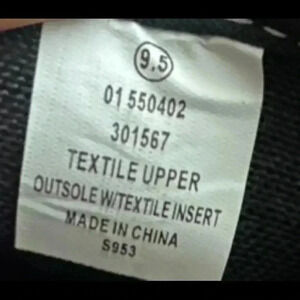 9.5
01 550402
301567
TEXTILE UPPER
OUTSOLE W/TEXTILE INSERT
MADE IN CHINA
S953